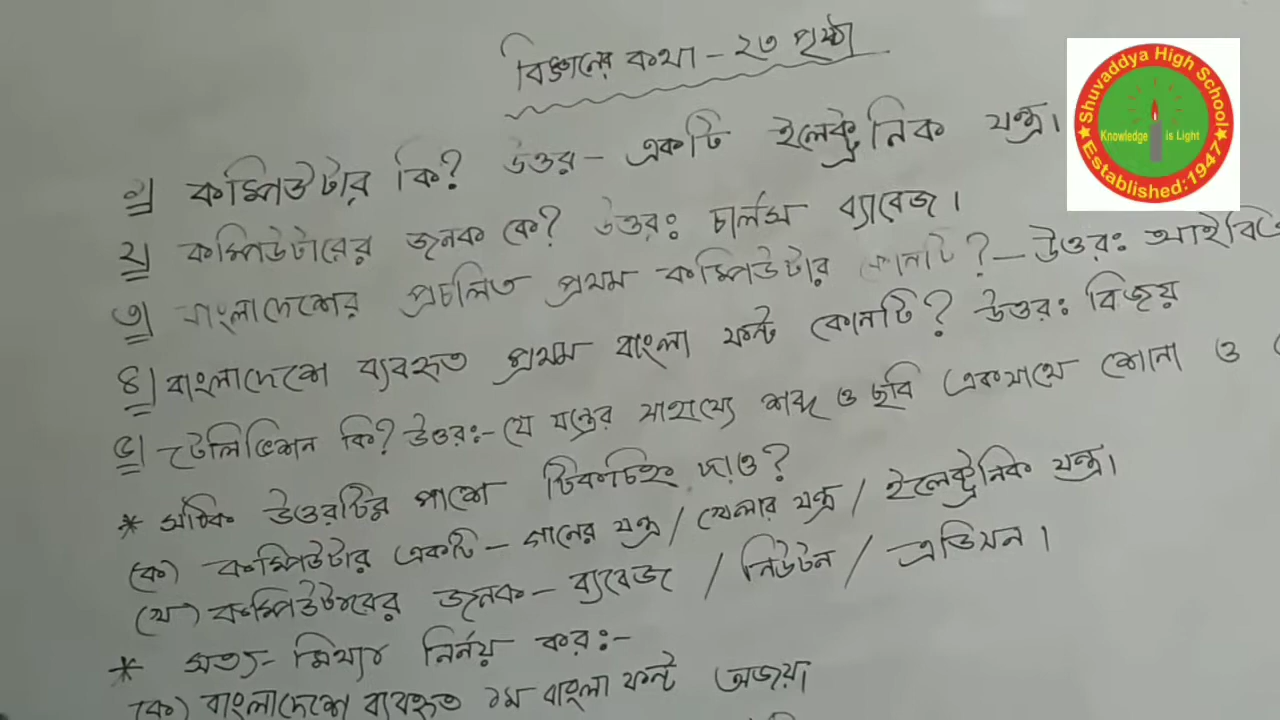 বিজ্ঞানের কথা - ২৩ পৃষ্ঠা
Shuvaddya High School
Knowledge is Light
Established:1947
১) কম্পিউটার কি? উত্তর - একটি ইলেক্ট্রনিক যন্ত্র।
২) কম্পিউটারের জনক কে? উত্তরঃ চার্লস ব্যাবেজ।
৩) বাংলাদেশের প্রচলিত প্রথম কম্পিউটার কোনটি? - উত্তরঃ আইবিএ
৪) বাংলাদেশে ব্যবহৃত প্রথম বাংলা ফন্ট কোনটি? উত্তরঃ বিজয়
৫) টেলিভিশন কি? উত্তরঃ- যে যন্ত্রের সাহায্যে শব্দ ও ছবি একসাথে শোনা ও
* সঠিক উত্তরটির পাশে টিকচিহ্ন দাও?
(ক) কম্পিউটার একটি - গানের যন্ত্র / খেলার যন্ত্র / ইলেক্ট্রনিক যন্ত্র।
(খ) কম্পিউটারের জনক - ব্যাবেজ / নিউটন / এডিসন।
* সত্য - মিথ্যা নির্নয় করঃ-
(ক) বাংলাদেশে ব্যবহৃত ১ম বাংলা ফন্ট অজয়।